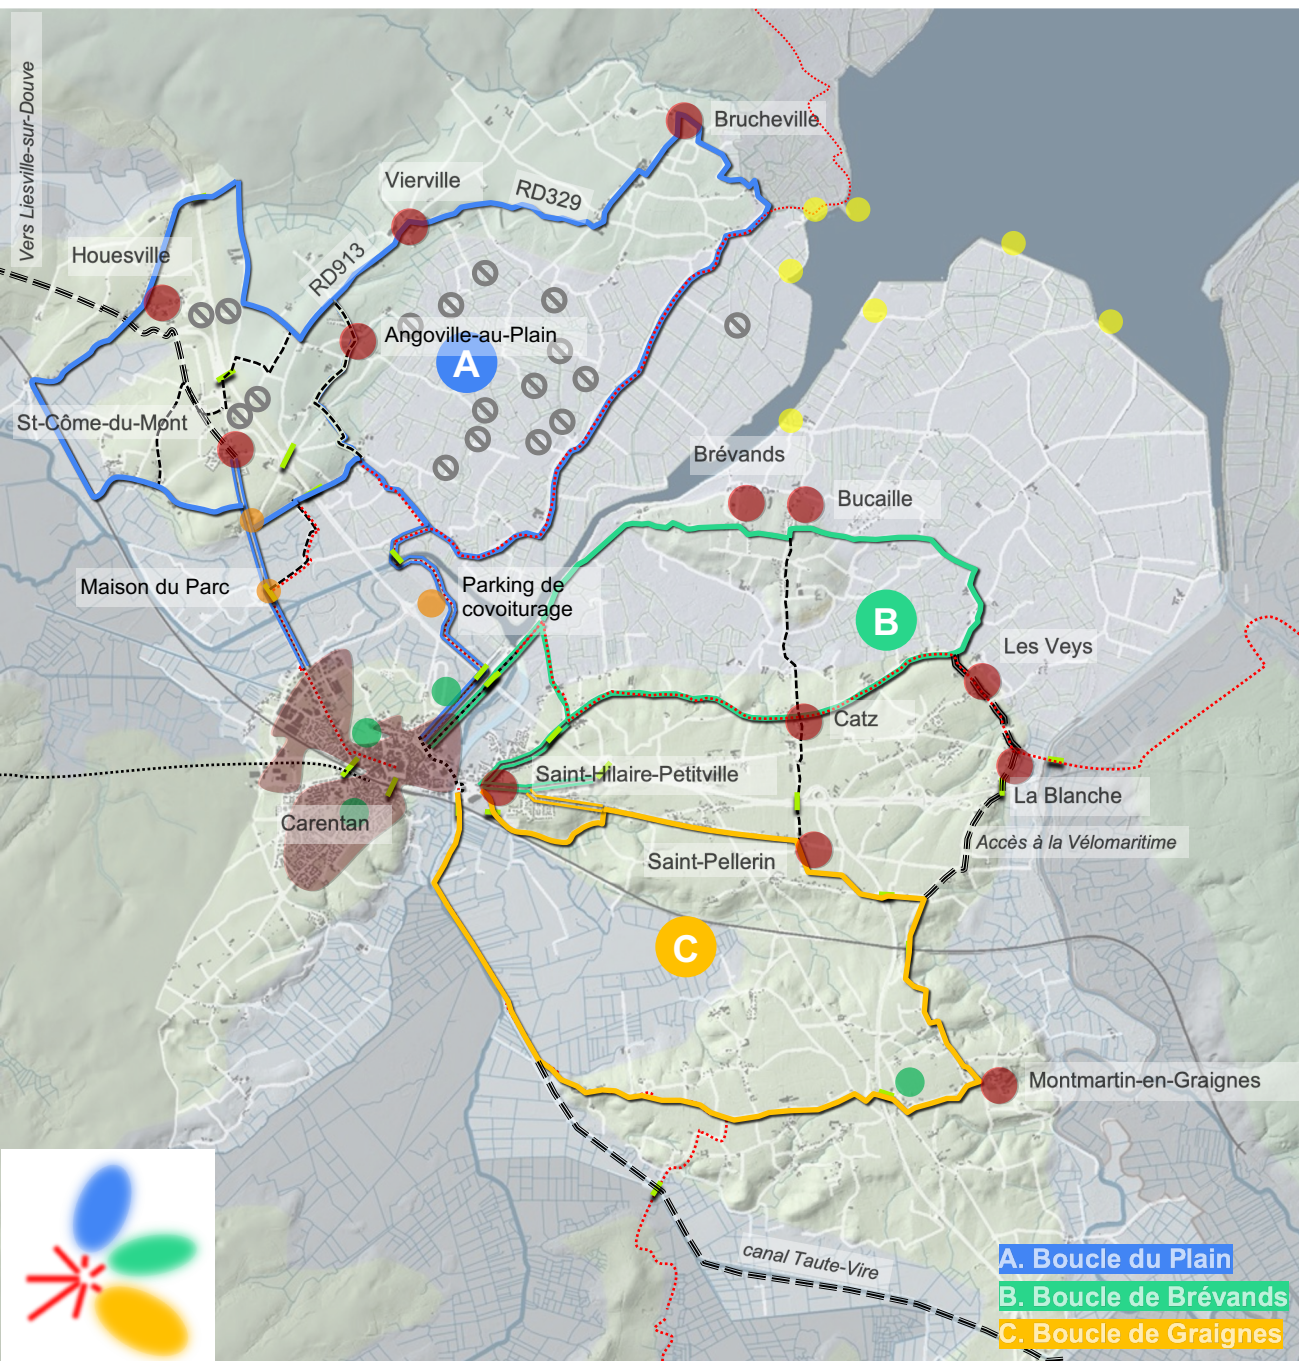 Vers Liesville-sur-Douve
Brucheville
Vierville
RD329
Houesville
RD913
Angoville-au-Plain
A
St-Côme-du-Mont
Brévands
Bucaille
Maison du Parc
Parking de
covoiturage
B
Les Veys
Catz
Saint-Hilaire-Petitville
La Blanche
Carentan
Accès à la Vélomaritime
Saint-Pellerin
C
Montmartin-en-Graignes
canal Taute-Vire
A. Boucle du Plain
B. Boucle de Brévands
C. Boucle de Graignes